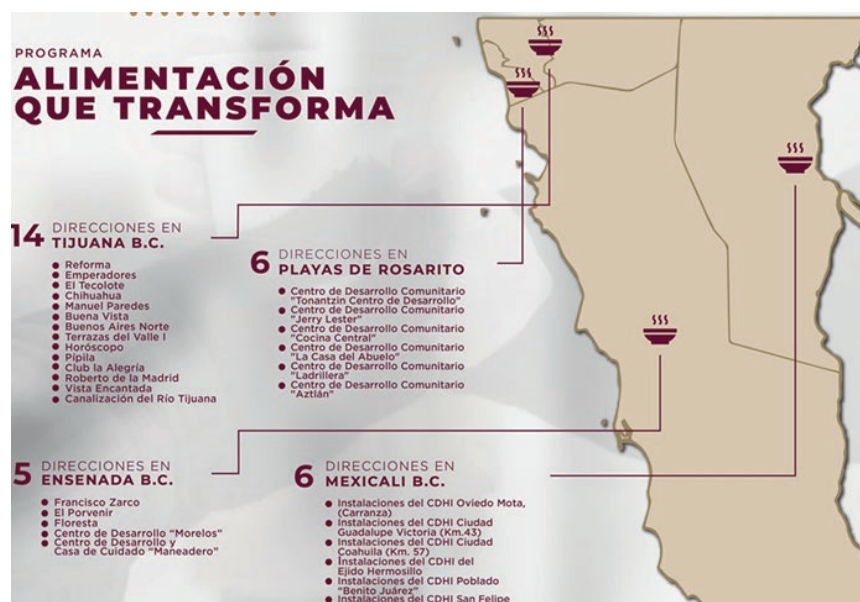 PROGRAMA
ALIMENTACIÓN
QUE TRANSFORMA
14 DIRECCIONES EN
TIJUANA B.C.
Reforma
Emperadores
El Tecolote
Chihuahua
Manuel Paredes
Buena Vista
Buenos Aires Norte
Terrazas del Valle I
Horóscopo
Pípila
Club la Alegría
Roberto de la Madrid
Vista Encantada
Canalización del Río Tijuana
6 DIRECCIONES EN
PLAYAS DE ROSARITO
Centro de Desarrollo Comunitario
"Tonantzin Centro de Desarrollo"
Centro de Desarrollo Comunitario
"Jerry Lester"
Centro de Desarrollo Comunitario
"Cocina Central"
Centro de Desarrollo Comunitario
"La Casa del Abuelo"
Centro de Desarrollo Comunitario
"Ladrillera"
Centro de Desarrollo Comunitario
"Aztlán"
5 DIRECCIONES EN
ENSENADA B.C.
Francisco Zarco
El Porvenir
Floresta
Centro de Desarrollo "Morelos"
Centro de Desarrollo y
Casa de Cuidado "Maneadero"
6 DIRECCIONES EN
MEXICALI B.C.
Instalaciones del CDHI Oviedo Mota,
(Carranza)
Instalaciones del CDHI Ciudad
Guadalupe Victoria (Km.43)
Instalaciones del CDHI Ciudad
Coahuila (Km. 57)
Instalaciones del CDHI del
Ejido Hermosillo
Instalaciones del CDHI Poblado
"Benito Juárez"
Instalaciones del CDHI San Felipe